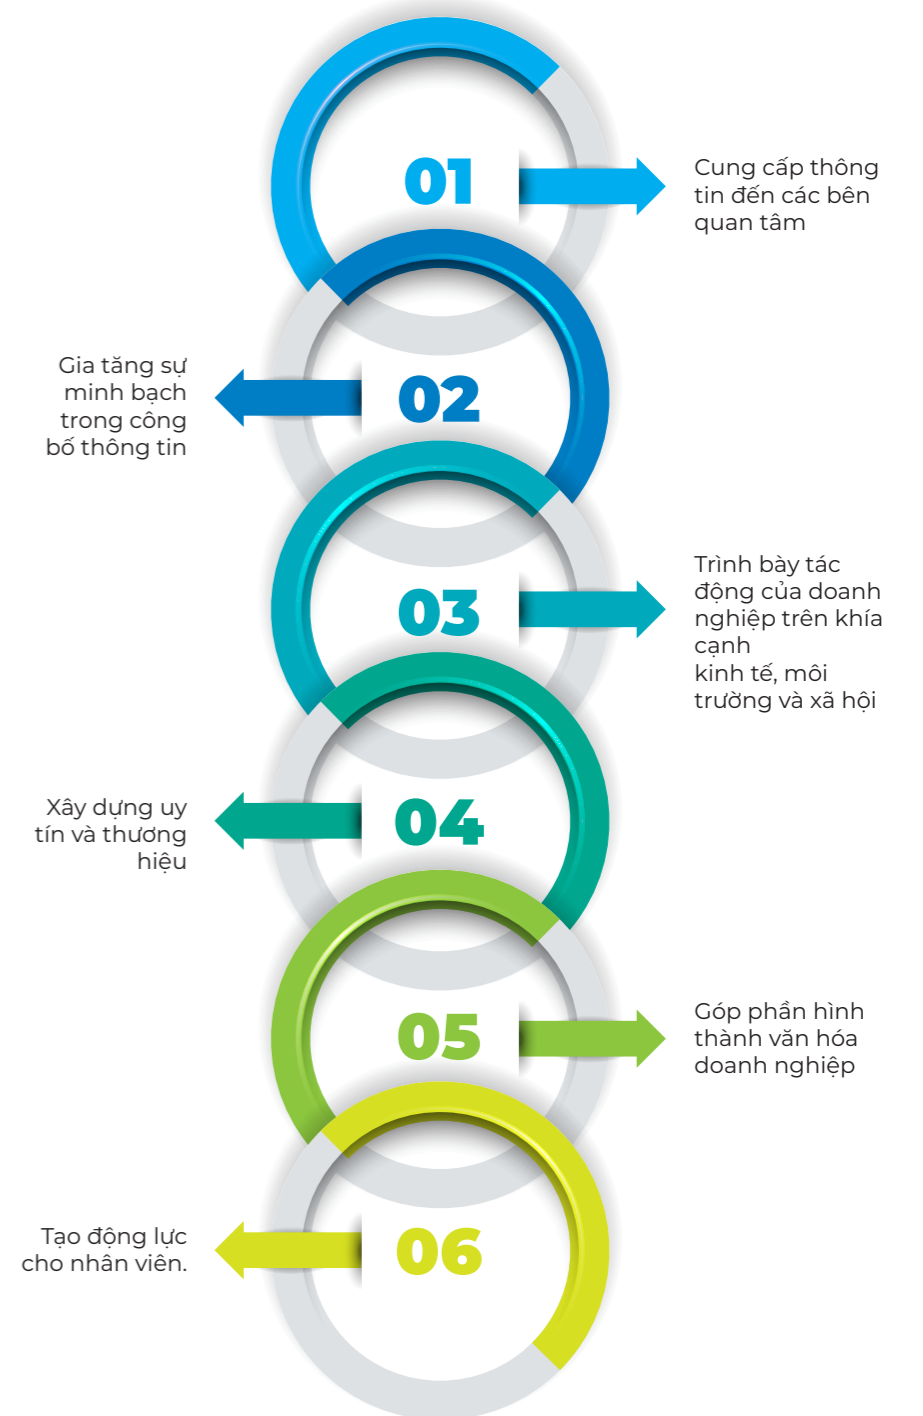 01
Cung cấp thông
tin đến các bên
quan tâm
Gia tăng sự
minh bạch
trong công
bố thông tin
02
03
Trình bày tác
động của doanh
nghiệp trên khía
cạnh
kinh tế, môi
trường và xã hội
Xây dựng uy
tín và thương
hiệu
04
05
Góp phần hình
thành văn hóa
doanh nghiệp
Tạo động lực
cho nhân viên.
06